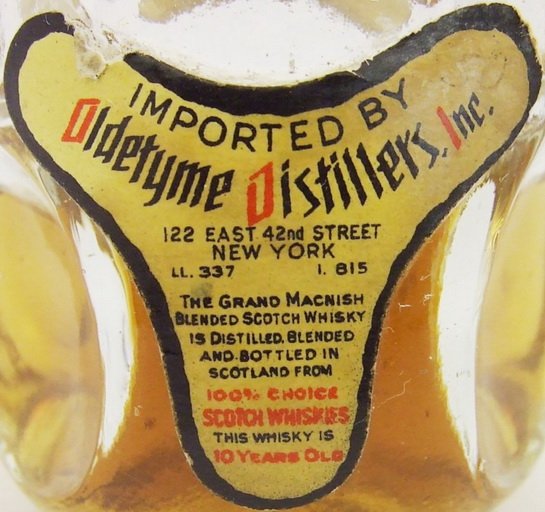 IMPORTED BY
Oldetyme Distillers, Inc.
122 EAST 42nd STREET
NEW YORK
LL. 337 I. 815
THE GRAND MACNISH
BLENDED SCOTCH WHISKY
IS DISTILLED, BLENDED
AND BOTTLED IN
SCOTLAND FROM
100% CHOICE
SCOTCH WHISKIES
THIS WHISKY IS
10 YEARS OLD